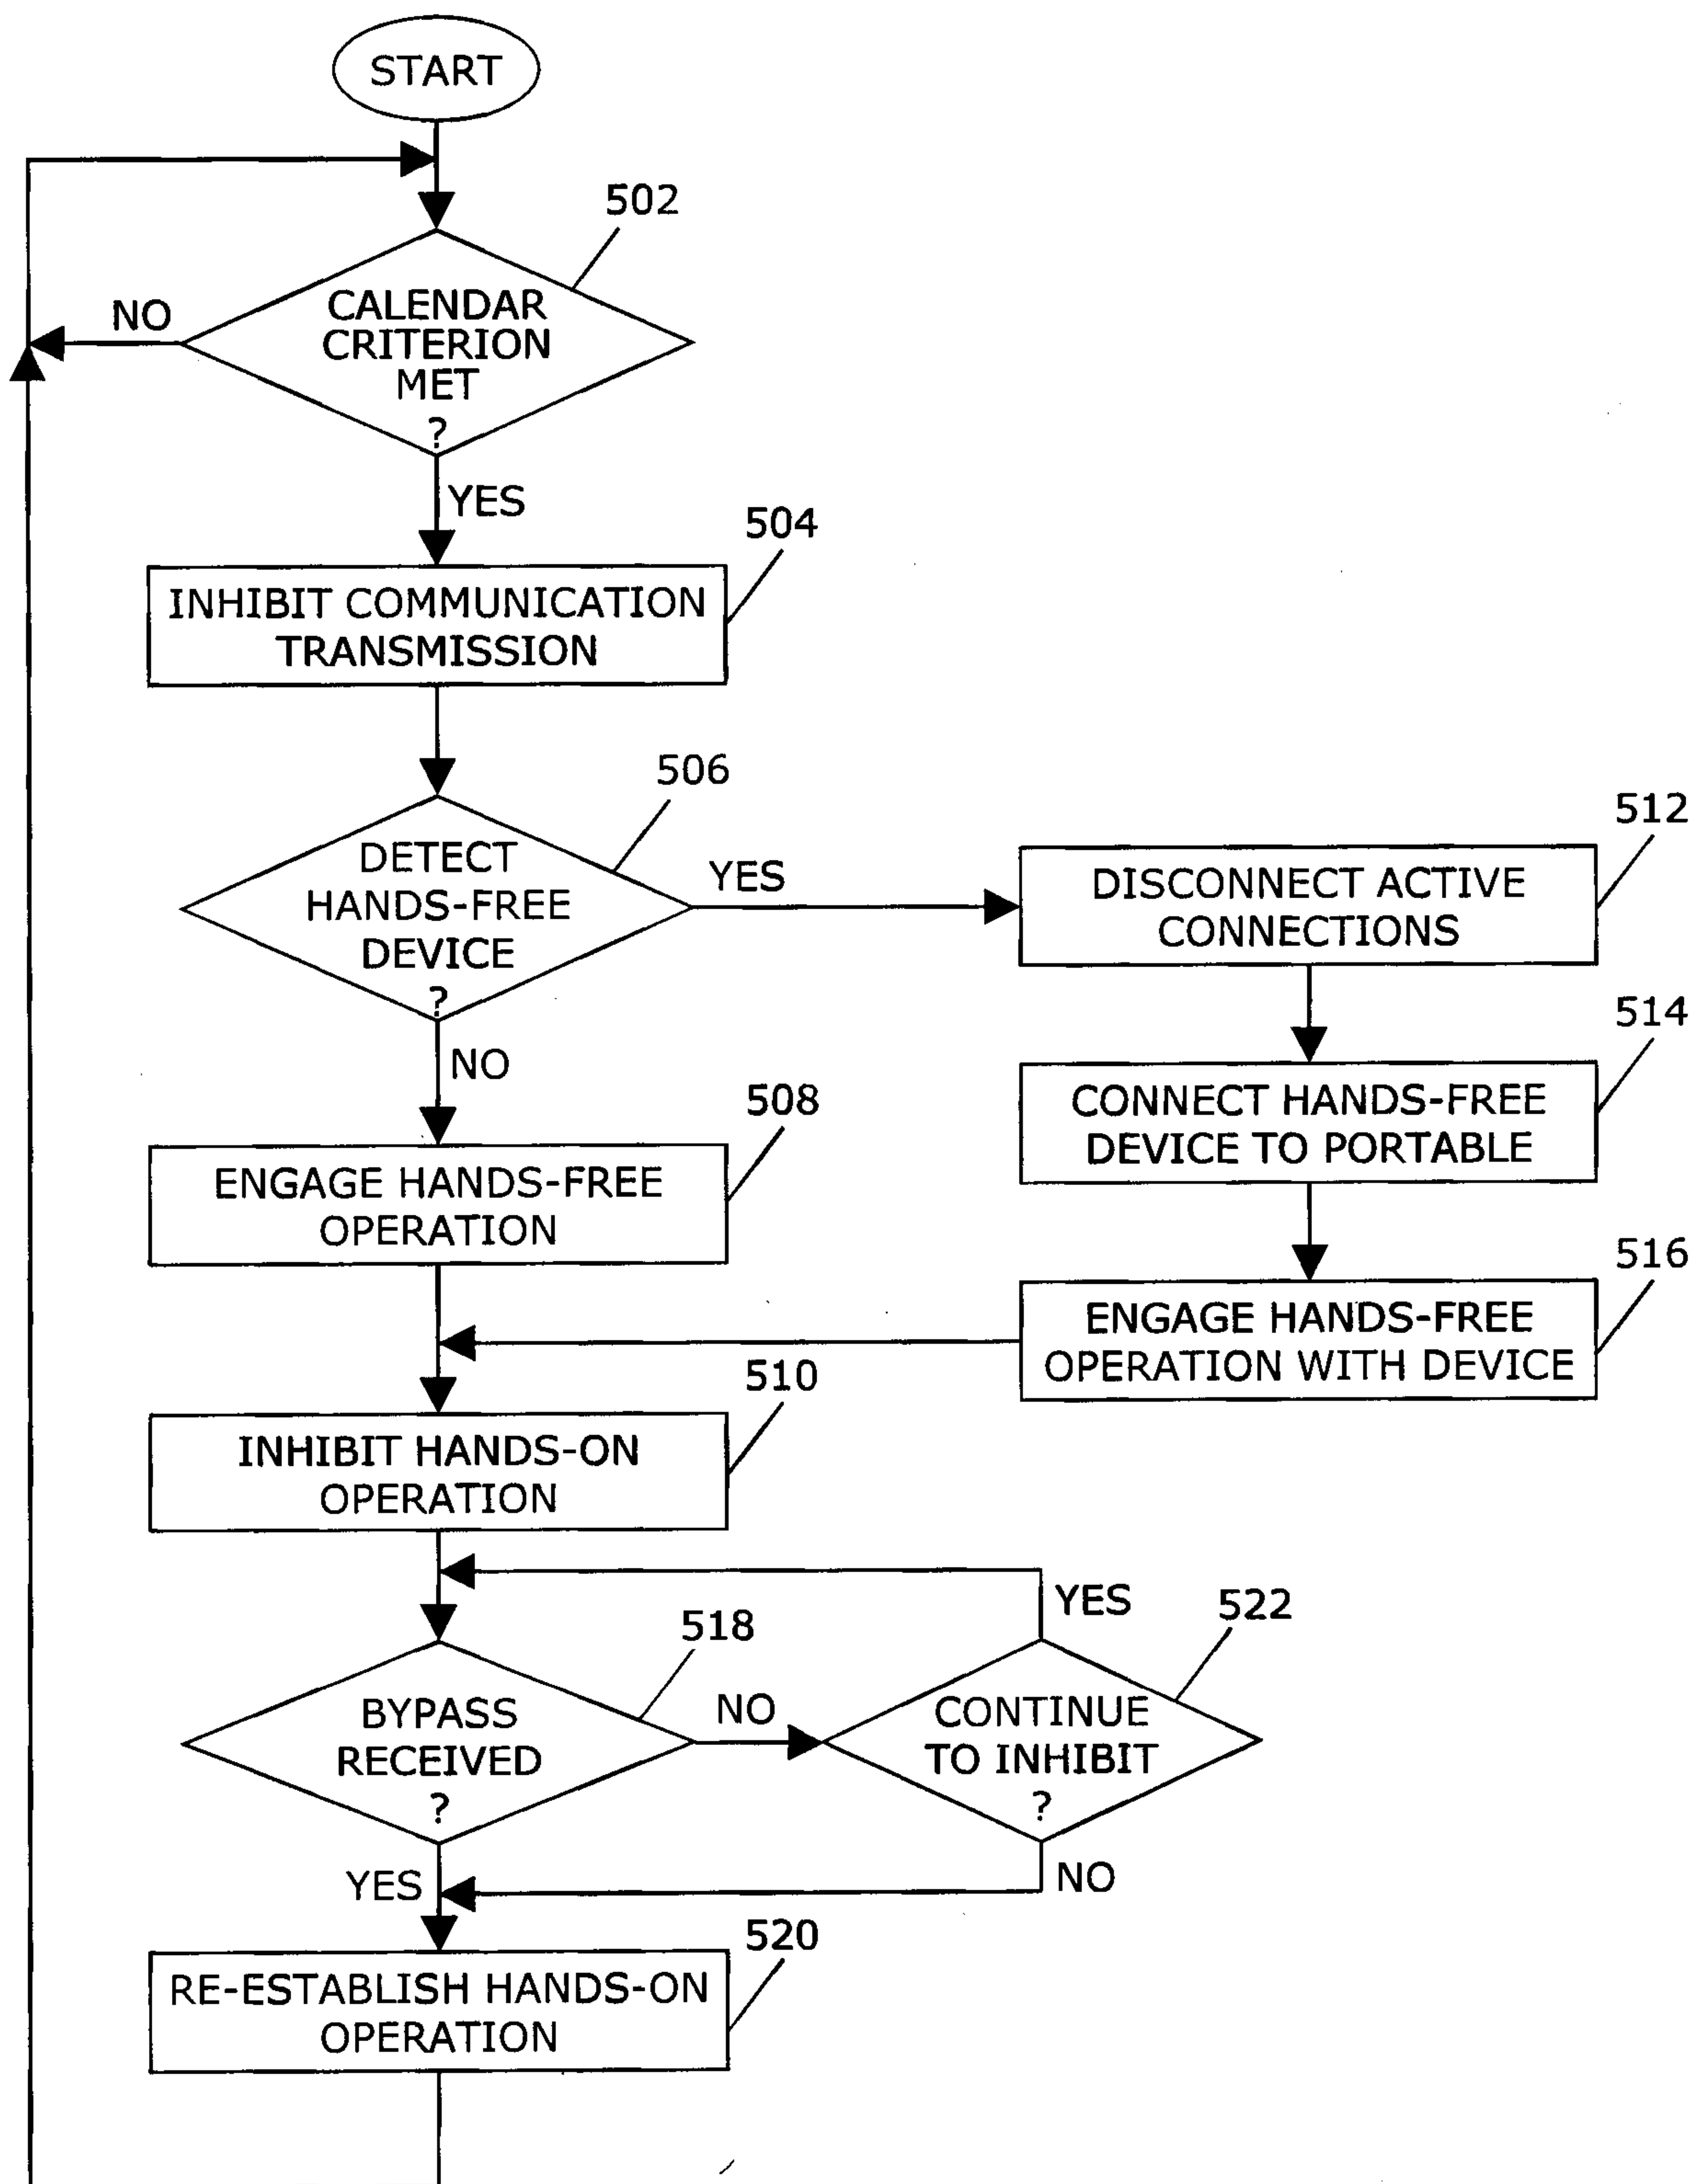 START
502
CALENDAR
CRITERION
MET
?
NO
YES
504
INHIBIT COMMUNICATION
TRANSMISSION
506
DETECT
HANDS-FREE
DEVICE
?
YES
NO
512
DISCONNECT ACTIVE
CONNECTIONS
514
CONNECT HANDS-FREE
DEVICE TO PORTABLE
508
ENGAGE HANDS-FREE
OPERATION
516
ENGAGE HANDS-FREE
OPERATION WITH DEVICE
510
INHIBIT HANDS-ON
OPERATION
518
BYPASS
RECEIVED
?
NO
YES
522
CONTINUE
TO INHIBIT
?
YES
NO
520
RE-ESTABLISH HANDS-ON
OPERATION